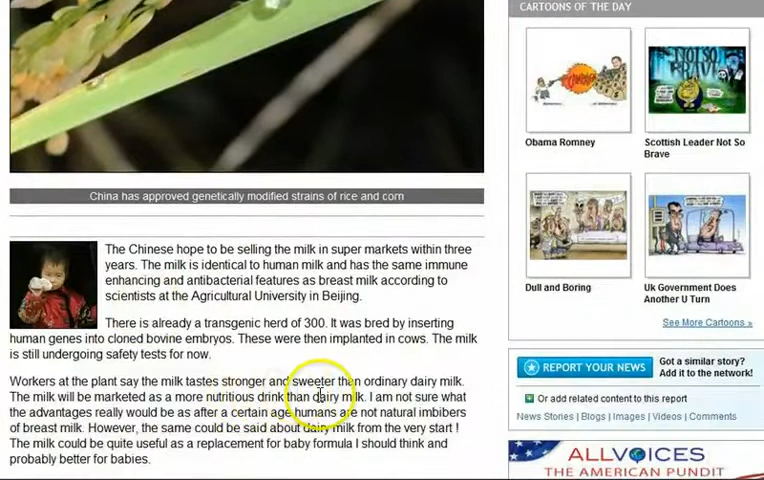 CARTOONS OF THE DAY
Obama Romney
Scottish Leader Not So
Brave
Dull and Boring
Uk Government Does
Another U Turn
See More Cartoons »
China has approved genetically modified strains of rice and corn
The Chinese hope to be selling the milk in super markets within three
years. The milk is identical to human milk and has the same immune
enhancing and antibacterial features as breast milk according to
scientists at the Agricultural University in Beijing.
There is already a transgenic herd of 300. It was bred by inserting
human genes into cloned bovine embryos. These were then implanted in cows. The milk
is still undergoing safety tests for now.
Workers at the plant say the milk tastes stronger and sweeter than ordinary dairy milk.
The milk will be marketed as a more nutritious drink than dairy milk. I am not sure what
the advantages really would be as after a certain age humans are not natural imbibers
of breast milk. However, the same could be said about dairy milk from the very start !
The milk could be quite useful as a replacement for baby formula I should think and
probably better for babies.
REPORT YOUR NEWS
Got a similar story?
Add it to the network!
Or add related content to this report
News Stories | Blogs | Images | Videos | Comments
ALLVOICES
THE AMERICAN PUNDIT